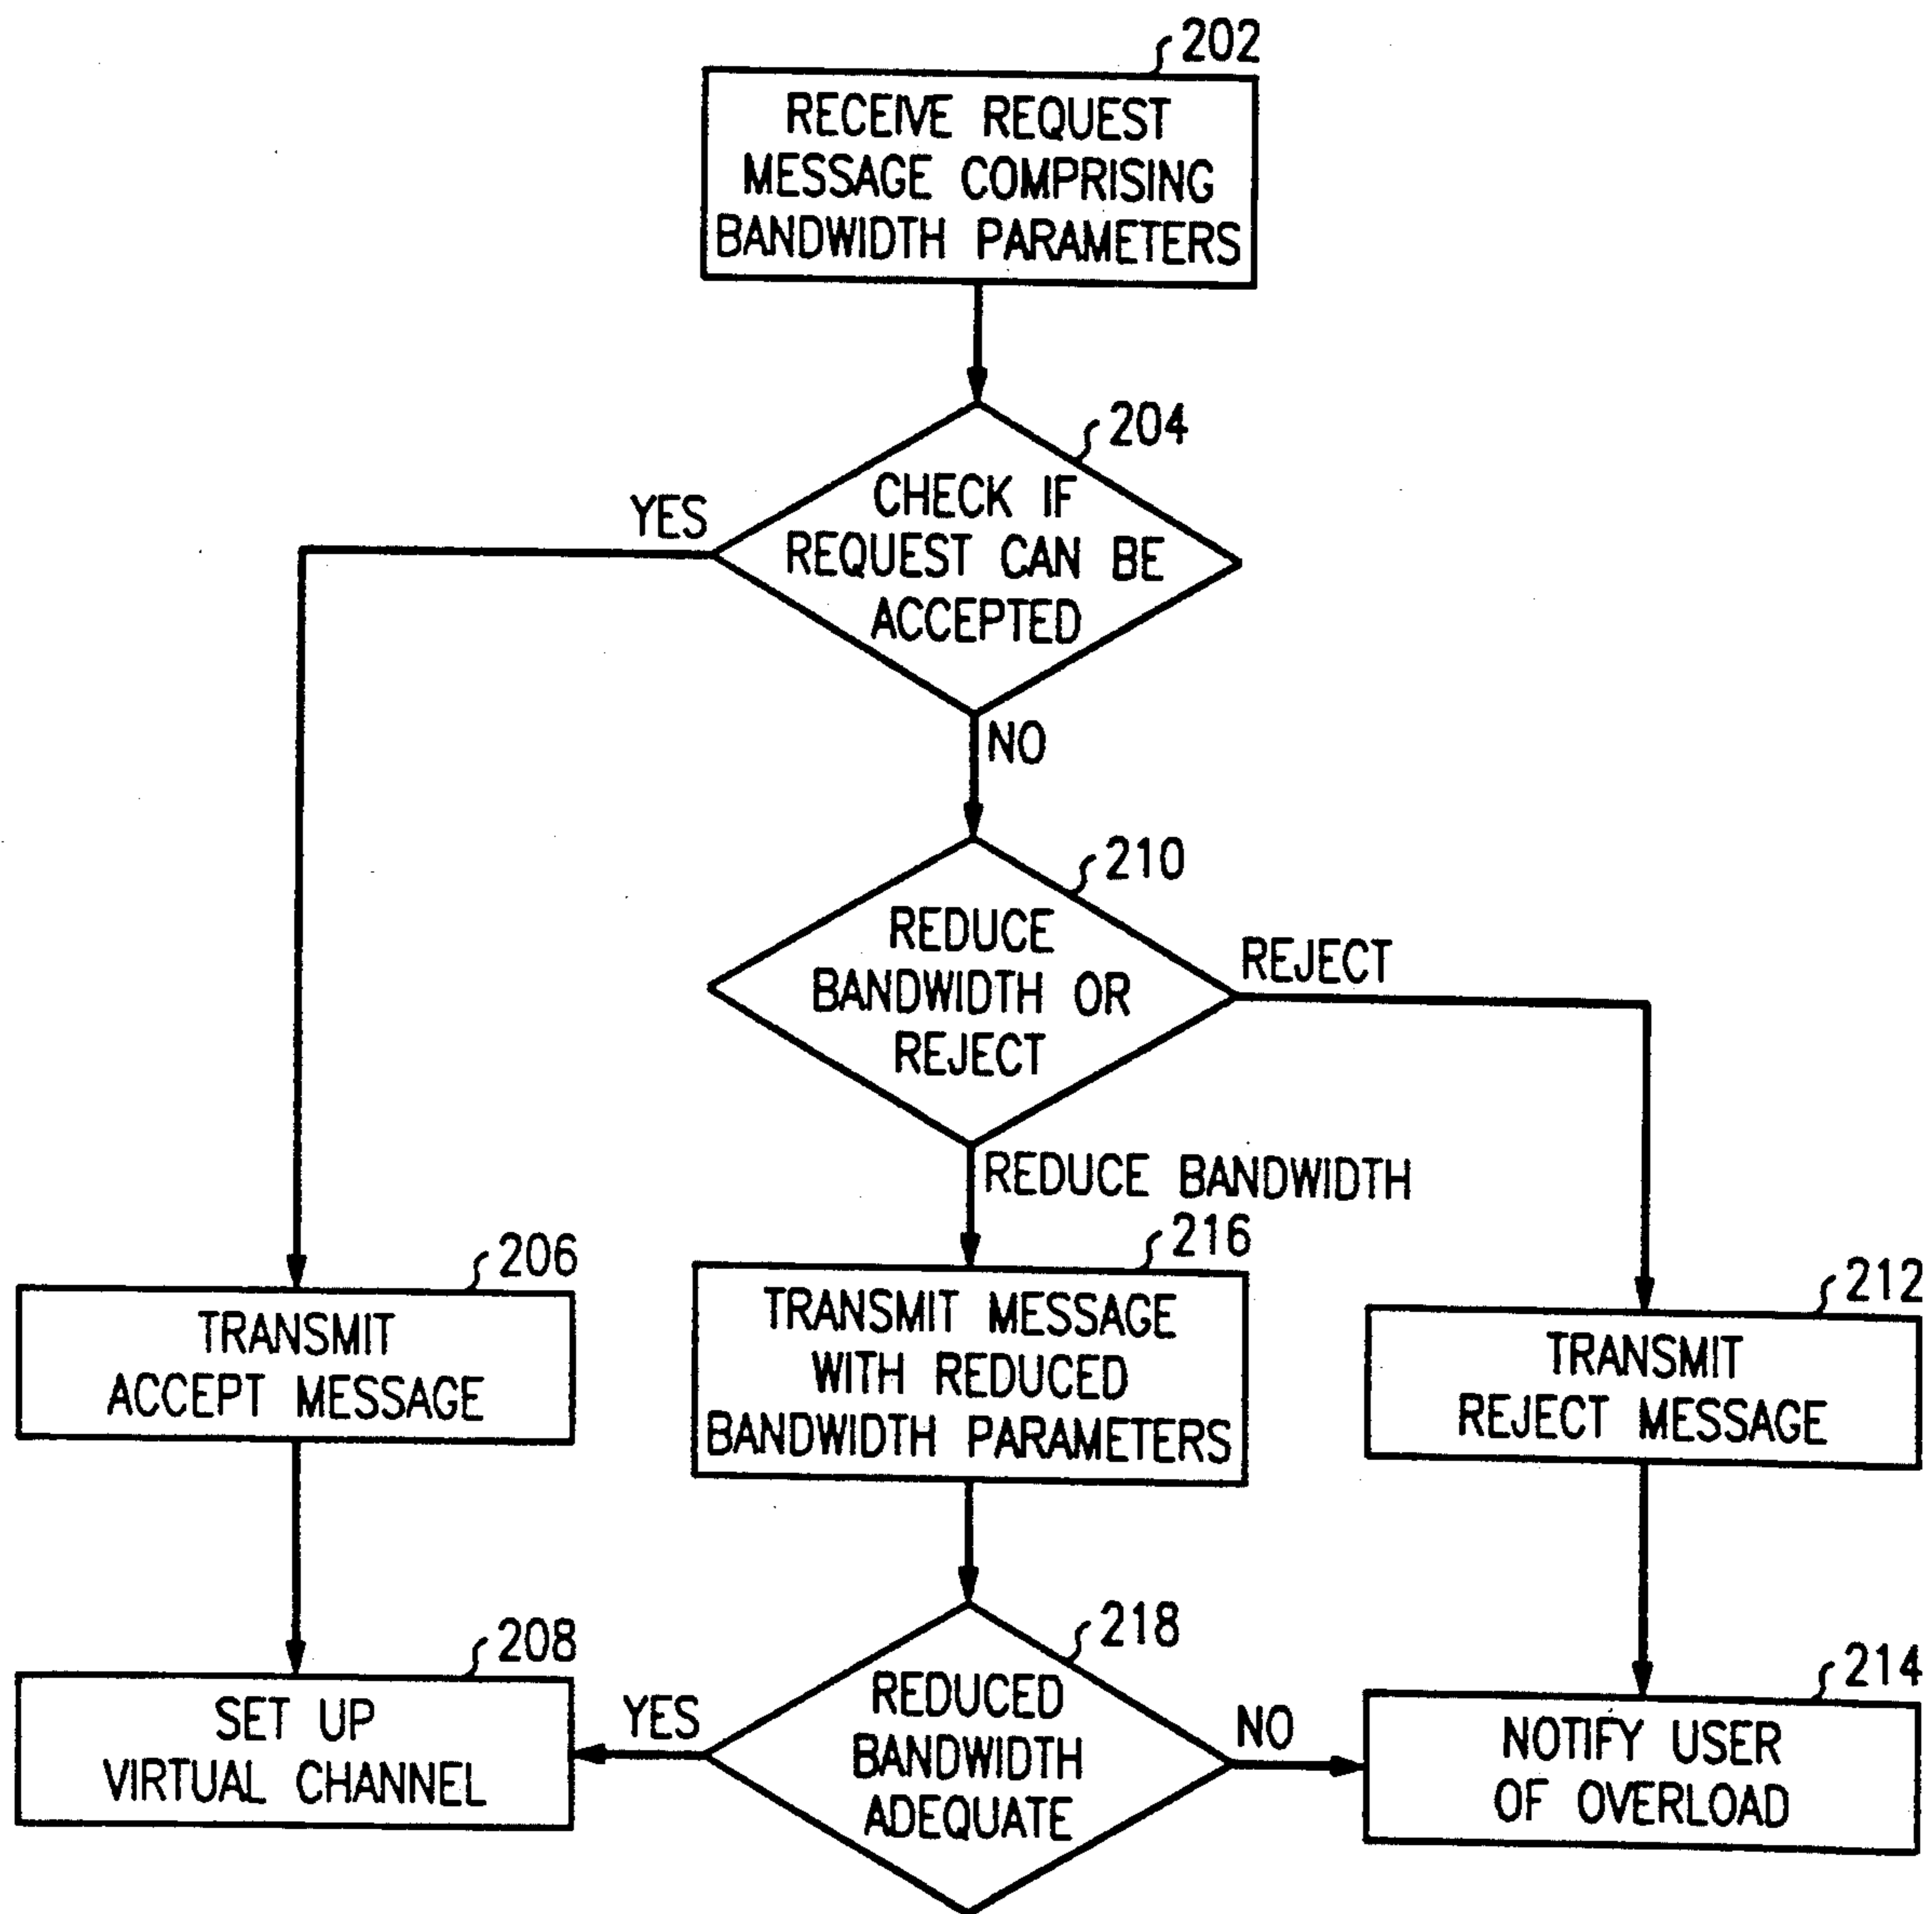 202
RECEIVE REQUEST
MESSAGE COMPRISING
BANDWIDTH PARAMETERS
204
CHECK IF
REQUEST CAN BE
ACCEPTED
YES
NO
210
REDUCE
BANDWIDTH OR
REJECT
REJECT
REDUCE BANDWIDTH
206
TRANSMIT
ACCEPT MESSAGE
216
TRANSMIT MESSAGE
WITH REDUCED
BANDWIDTH PARAMETERS
212
TRANSMIT
REJECT MESSAGE
208
SET UP
VIRTUAL CHANNEL
YES
218
REDUCED
BANDWIDTH
ADEQUATE
NO
214
NOTIFY USER
OF OVERLOAD